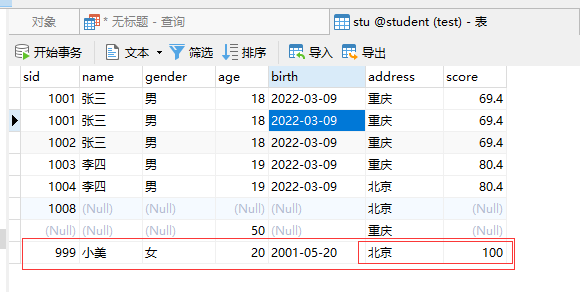 对象 * 无标题 - 查询 stu @student (test) - 表
开始事务 文本 筛选 排序 导入 导出
sid name gender age birth address score
1001 张三 男 18 2022-03-09 重庆 69.4
1001 张三 男 18 2022-03-09 重庆 69.4
1002 张三 男 18 2022-03-09 重庆 69.4
1003 李四 男 19 2022-03-09 重庆 80.4
1004 李四 男 19 2022-03-09 北京 80.4
1008 (Null) (Null) (Null) (Null) 北京 (Null)
(Null) (Null) (Null) 50 (Null) 重庆 (Null)
999 小美 女 20 2001-05-20 北京 100